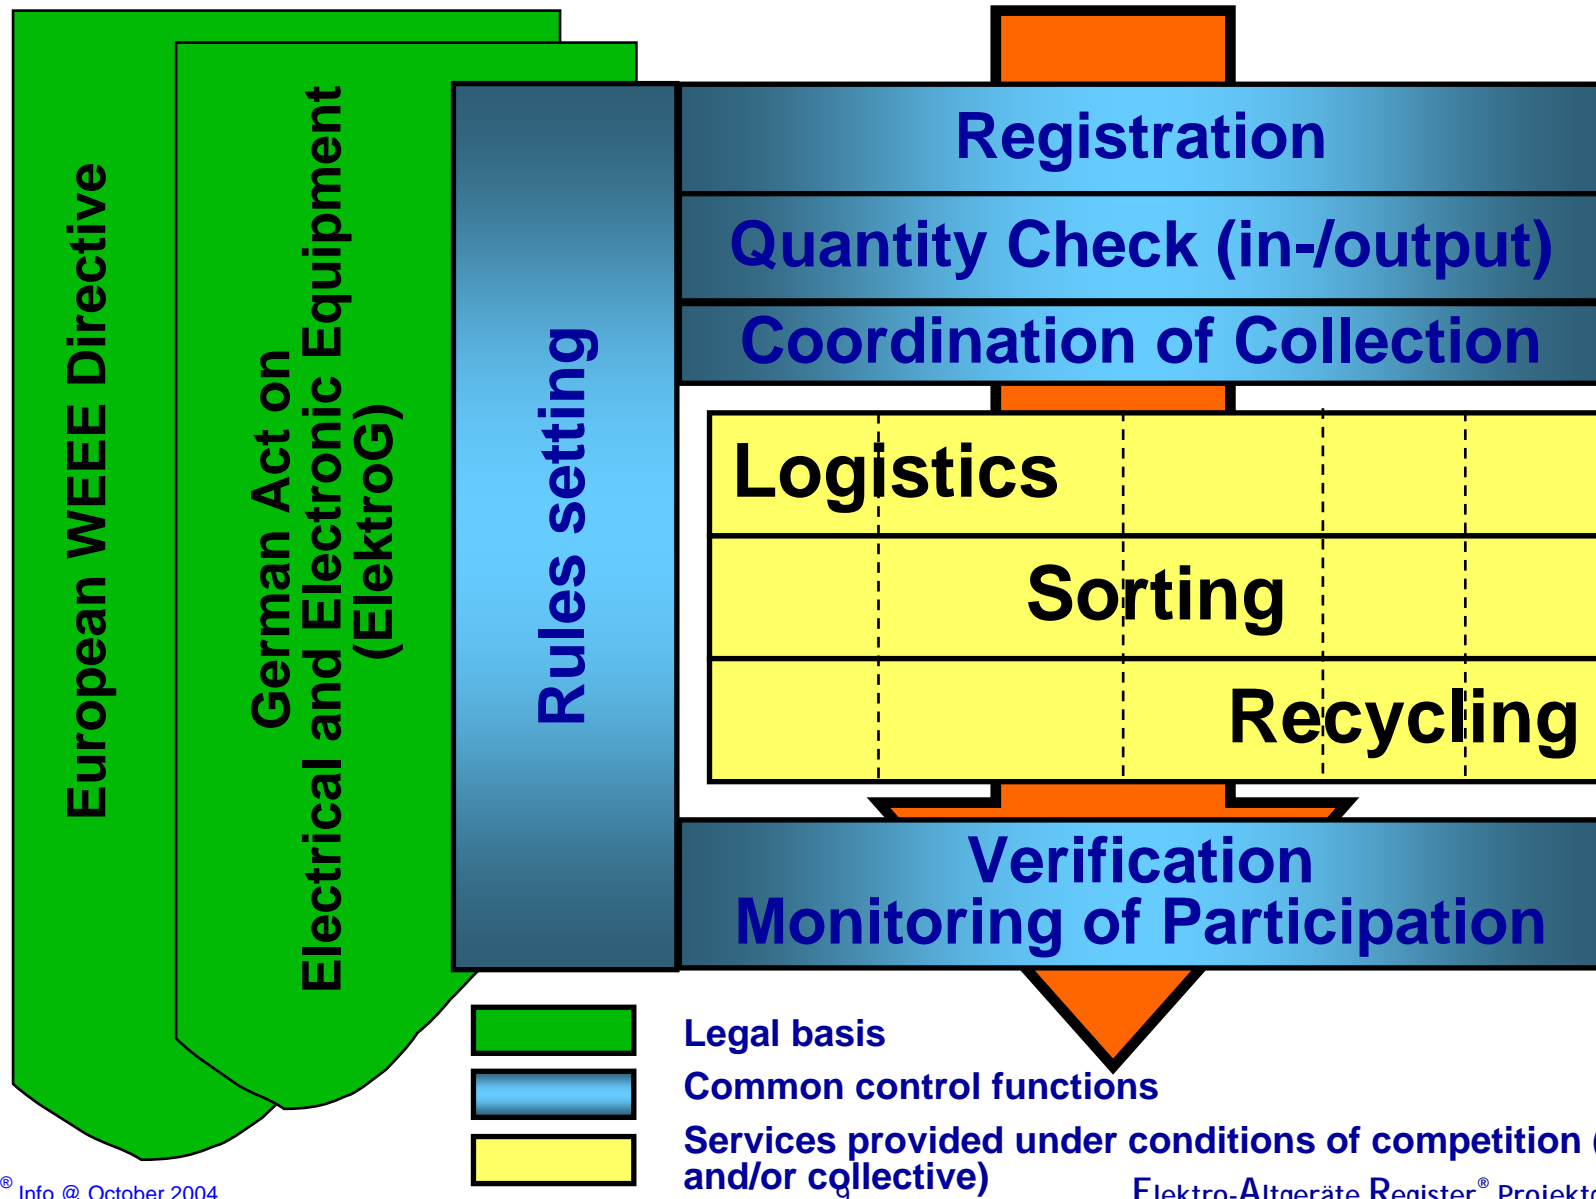 European WEEE Directive
German Act on
Electrical and Electronic Equipment
(ElektroG)
Rules setting
Registration
Quantity Check (in-/output)
Coordination of Collection
Logistics
Sorting
Recycling
Verification
Monitoring of Participation
Legal basis
Common control functions
Services provided under conditions of competition (
and/or collective)
® Info @ October 2004
9
Elektro-Altgeräte Register® Projekt